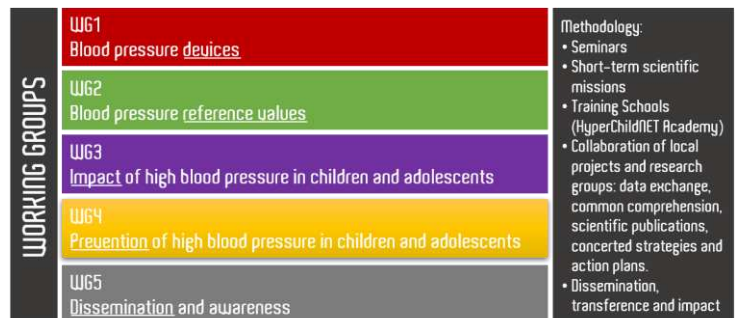 WORKING GROUPS
WG1
Blood pressure devices
WG2
Blood pressure reference values
WG3
Impact of high blood pressure in children and adolescents
WG4
Prevention of high blood pressure in children and adolescents
WG5
Dissemination and awareness
Methodology:
• Seminars
• Short-term scientific
missions
• Training Schools
(HyperChildNET Academy)
• Collaboration of local
projects and research
groups: data exchange,
common comprehension,
scientific publications,
concerted strategies and
action plans.
• Dissemination,
transference and impact